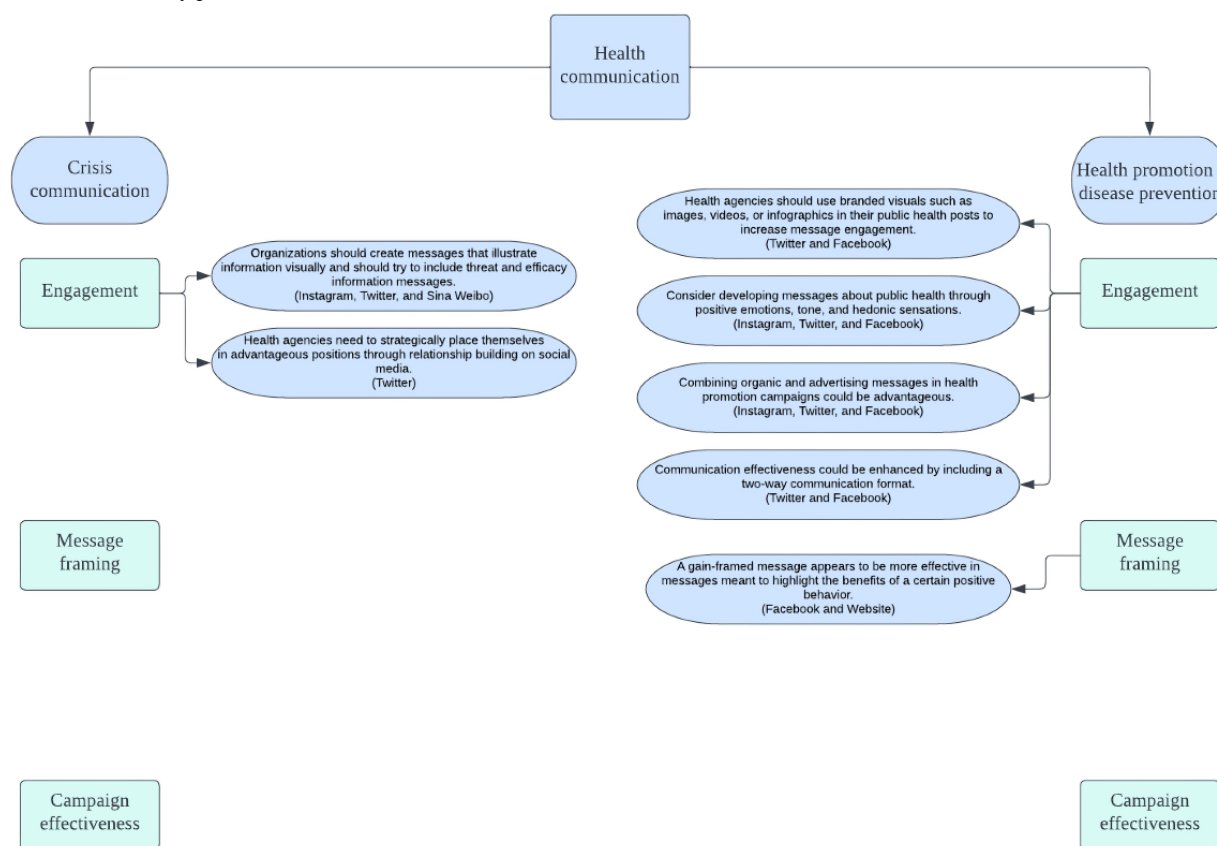 Health
communication
Crisis
communication
Health promotion
disease prevention
Engagement
Organizations should create messages that illustrate
information visually and should try to include threat and efficacy
information messages.
(Instagram, Twitter, and Sina Weibo)
Health agencies need to strategically place themselves
in advantageous positions through relationship building on social
media.
(Twitter)
Health agencies should use branded visuals such as
images, videos, or infographics in their public health posts to
increase message engagement.
(Twitter and Facebook)
Engagement
Consider developing messages about public health through
positive emotions, tone, and hedonic sensations.
(Instagram, Twitter, and Facebook)
Combining organic and advertising messages in health
promotion campaigns could be advantageous.
(Instagram, Twitter, and Facebook)
Communication effectiveness could be enhanced by including a
two-way communication format.
(Twitter and Facebook)
Message
framing
Message
framing
A gain-framed message appears to be more effective in
messages meant to highlight the benefits of a certain positive
behavior.
(Facebook and Website)
Campaign
effectiveness
Campaign
effectiveness